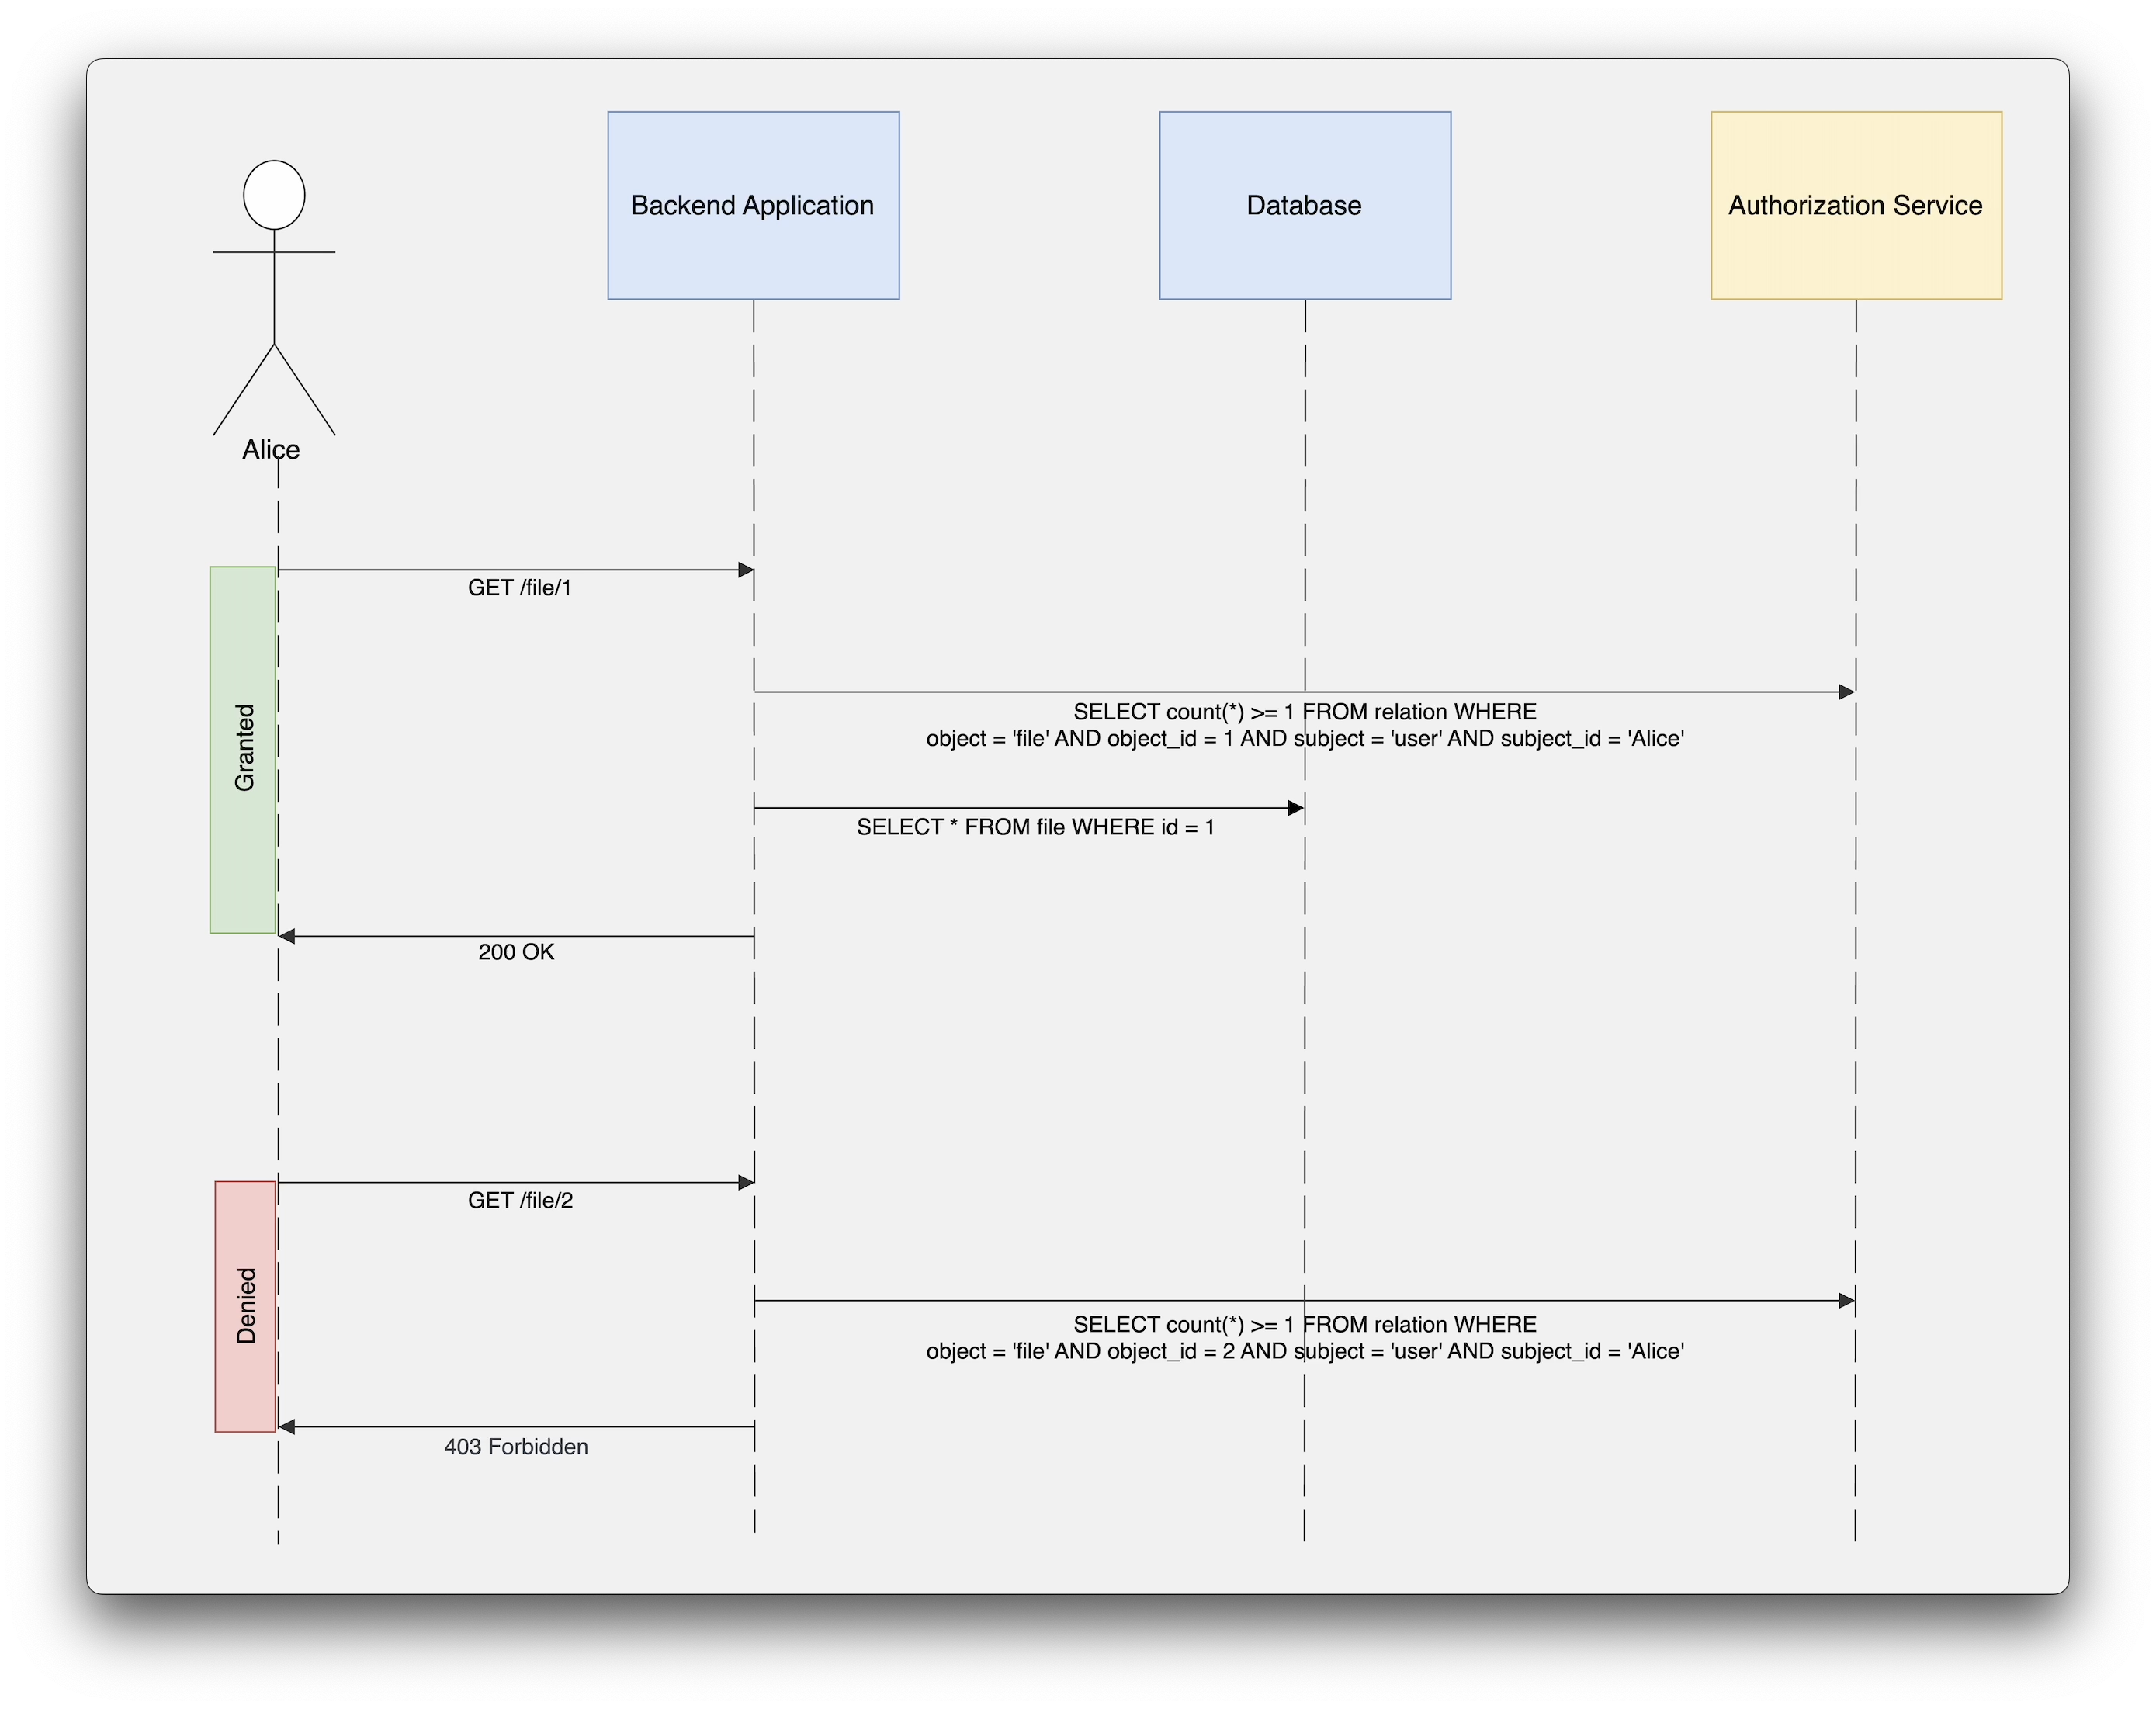 Backend Application
Database
Authorization Service
Alice
GET /file/1
SELECT count(*) >= 1 FROM relation WHERE
object = 'file' AND object_id = 1 AND subject = 'user' AND subject_id = 'Alice'
Granted
SELECT * FROM file WHERE id = 1
200 OK
GET /file/2
Denied
SELECT count(*) >= 1 FROM relation WHERE
object = 'file' AND object_id = 2 AND subject = 'user' AND subject_id = 'Alice'
403 Forbidden